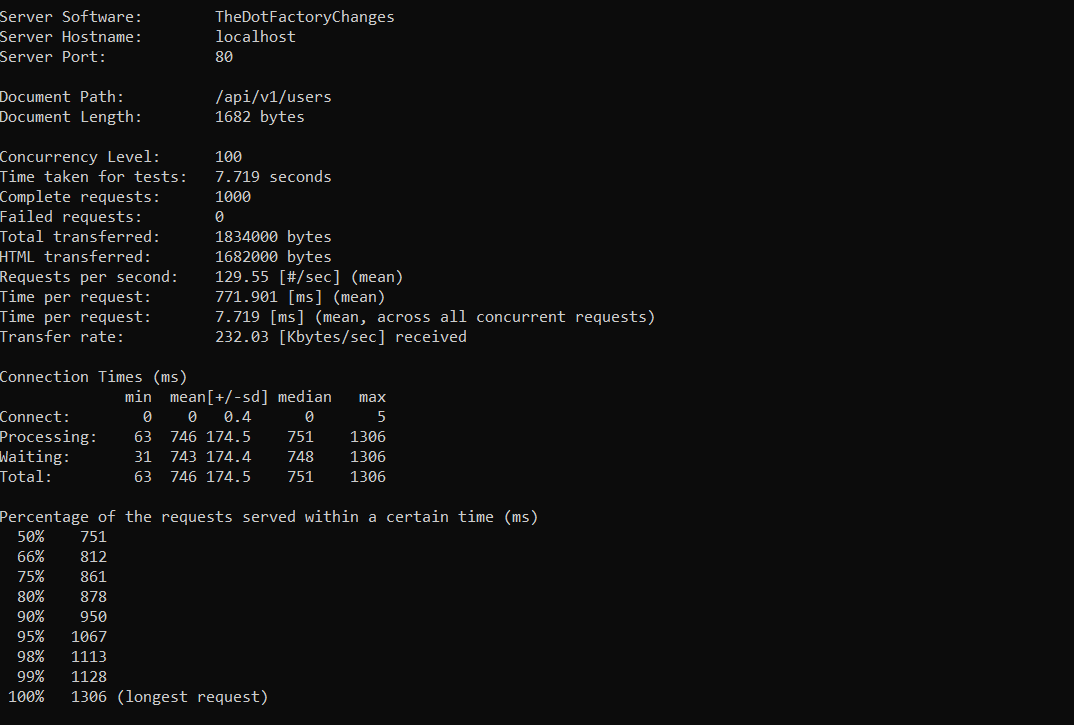 Server Software:        TheDotFactoryChanges
Server Hostname:        localhost
Server Port:            80

Document Path:          /api/v1/users
Document Length:        1682 bytes

Concurrency Level:      100
Time taken for tests:   7.719 seconds
Complete requests:      1000
Failed requests:        0
Total transferred:      1834000 bytes
HTML transferred:       1682000 bytes
Requests per second:    129.55 [#/sec] (mean)
Time per request:       771.901 [ms] (mean)
Time per request:       7.719 [ms] (mean, across all concurrent requests)
Transfer rate:          232.03 [Kbytes/sec] received

Connection Times (ms)
              min  mean[+/-sd] median   max
Connect:        0    0   0.4      0       5
Processing:    63  746 174.5    751    1306
Waiting:       31  743 174.4    748    1306
Total:         63  746 174.5    751    1306

Percentage of the requests served within a certain time (ms)
  50%    751
  66%    812
  75%    861
  80%    878
  90%    950
  95%   1067
  98%   1113
  99%   1128
 100%   1306 (longest request)